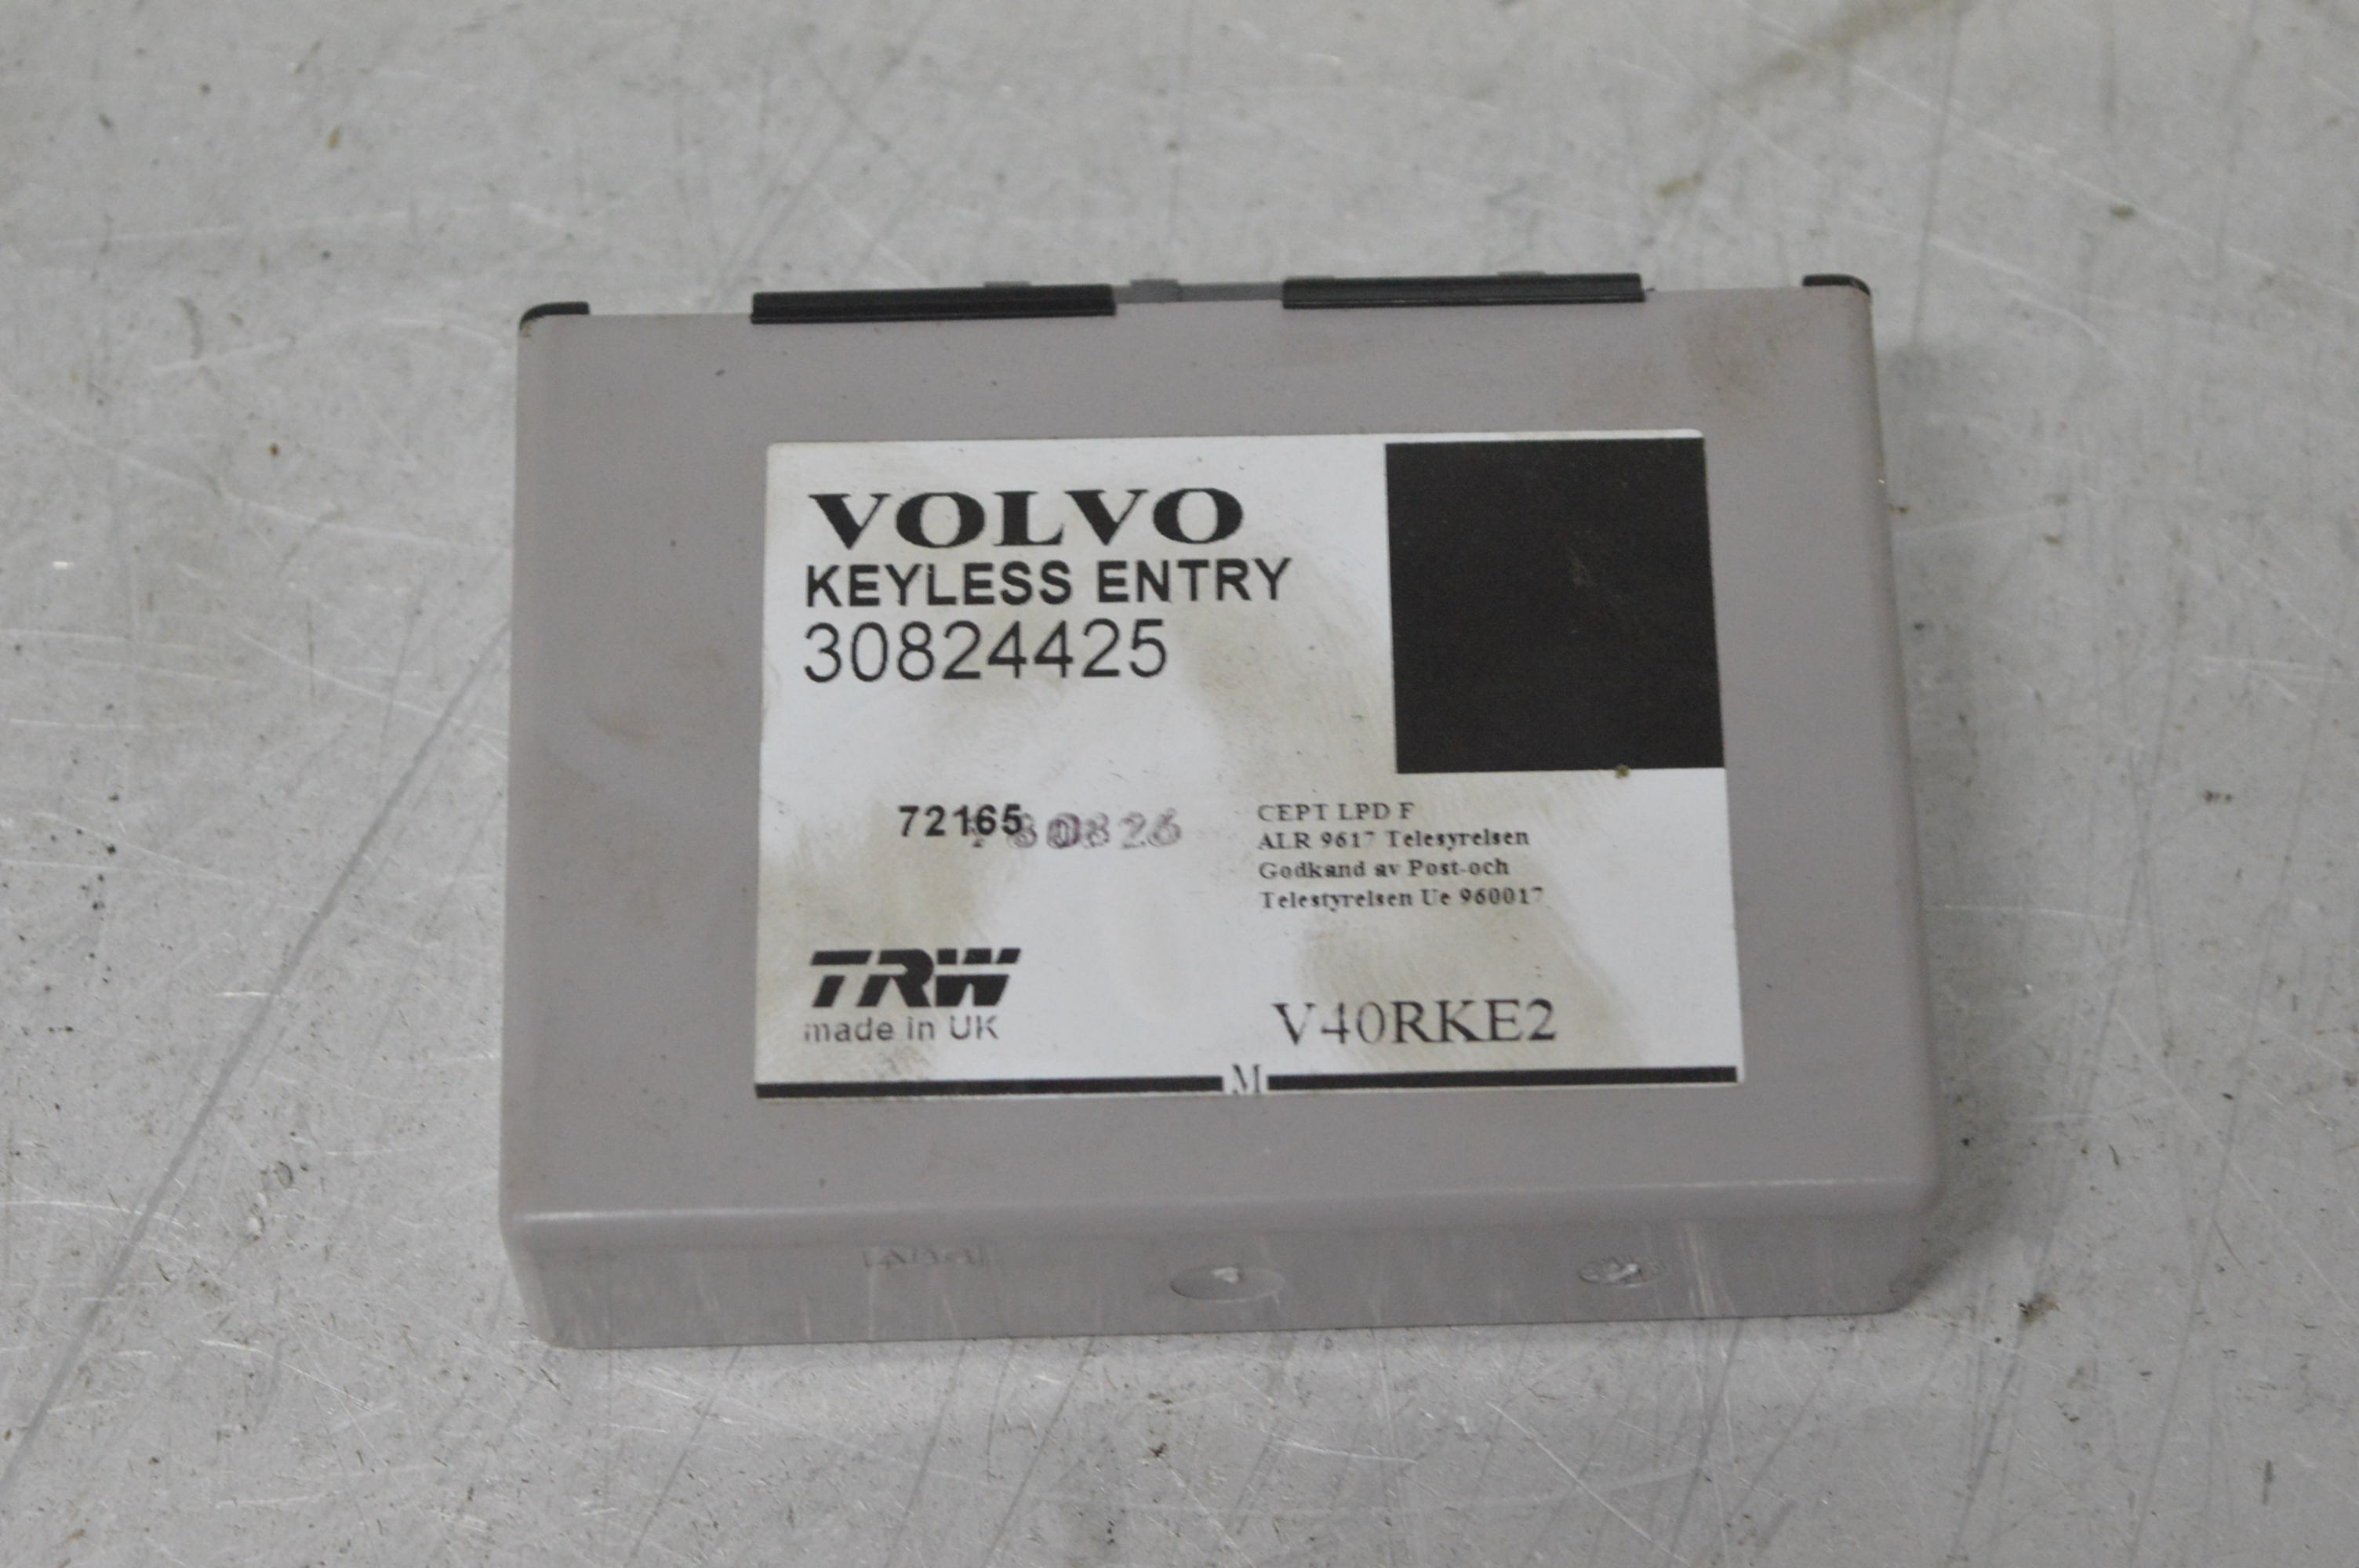 VOLVO
KEYLESS ENTRY
30824425
72165
CEPT LPD F
ALR 9617 Telesyrelsen
Godkand av Post-och
Telestyrelsen Ue 960017
TRW
made in UK
V40RKE2
M